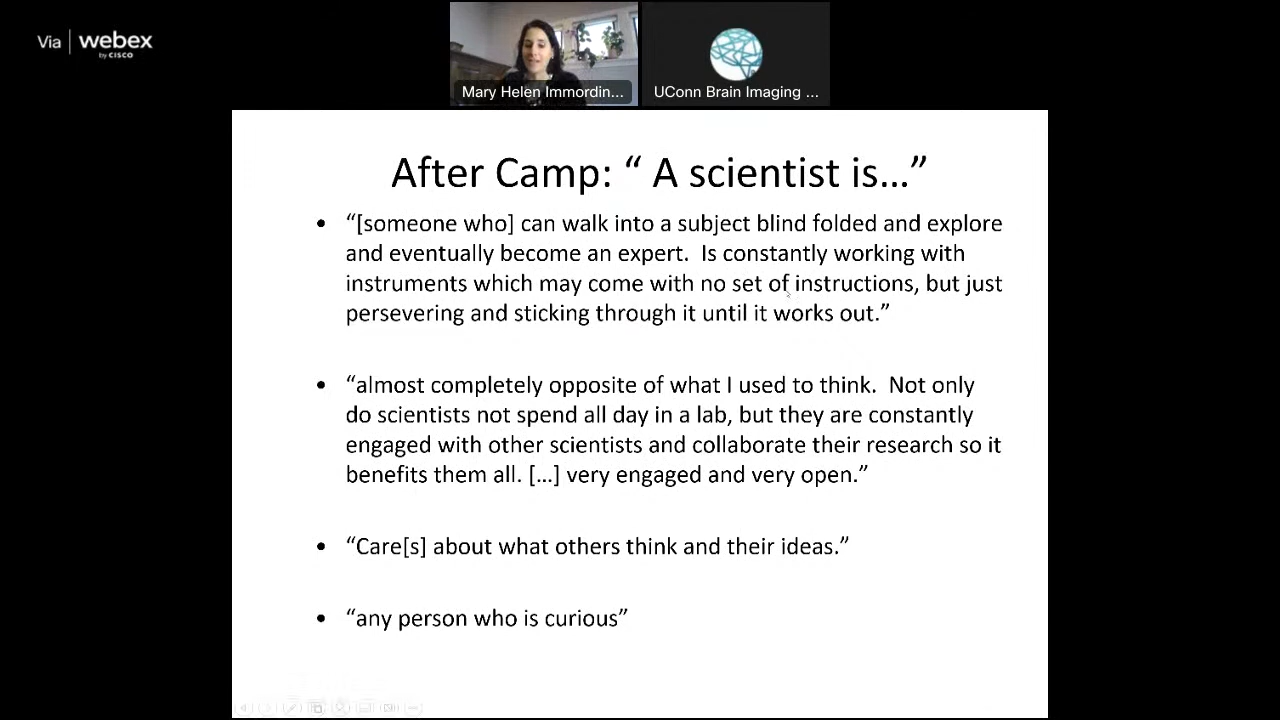 Via | webex
by CISCO
Mary Helen Immordin...
UConn Brain Imaging ...
After Camp: “ A scientist is...”
• “[someone who] can walk into a subject blind folded and explore
and eventually become an expert.  Is constantly working with
instruments which may come with no set of instructions, but just
persevering and sticking through it until it works out.”
• “almost completely opposite of what I used to think.  Not only
do scientists not spend all day in a lab, but they are constantly
engaged with other scientists and collaborate their research so it
benefits them all. [...] very engaged and very open.”
• “Care[s] about what others think and their ideas.”
• “any person who is curious”